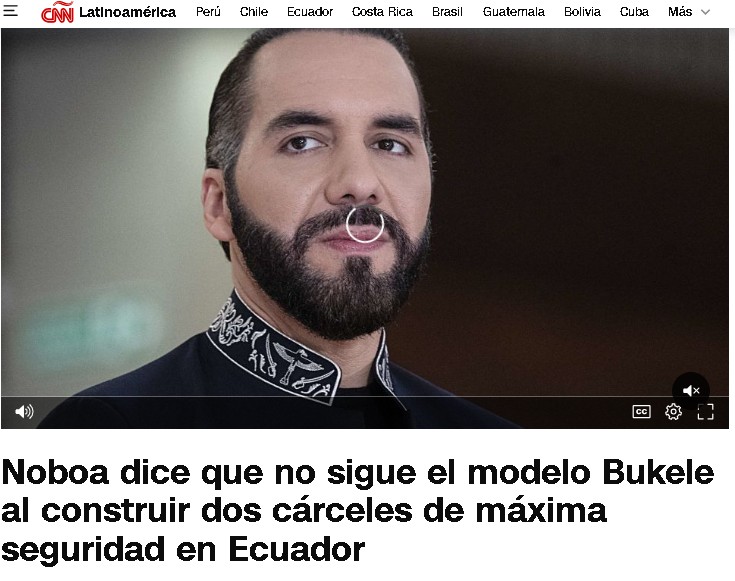 CNN Latinoamérica Perú Chile Ecuador Costa Rica Brasil Guatemala Bolivia Cuba Más
CC
Noboa dice que no sigue el modelo Bukele
al construir dos cárceles de máxima
seguridad en Ecuador